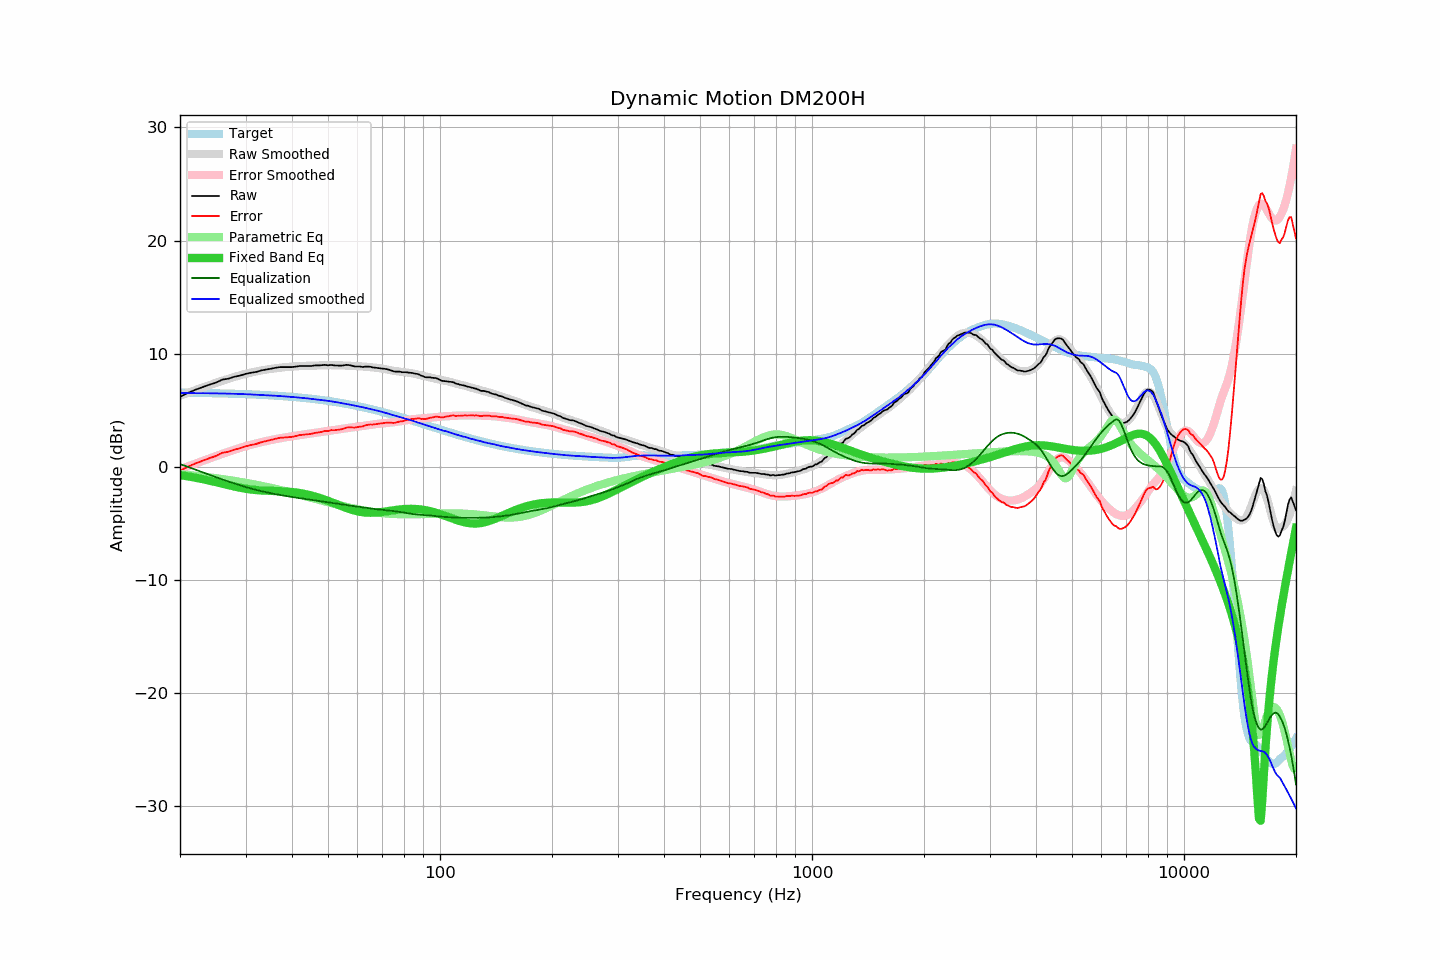 Dynamic Motion DM200H
Target
Raw Smoothed
Error Smoothed
Raw
Error
Parametric Eq
Fixed Band Eq
Equalization
Equalized smoothed
30
20
10
0
−10
−20
−30
Amplitude (dBr)
100
1000
10000
Frequency (Hz)